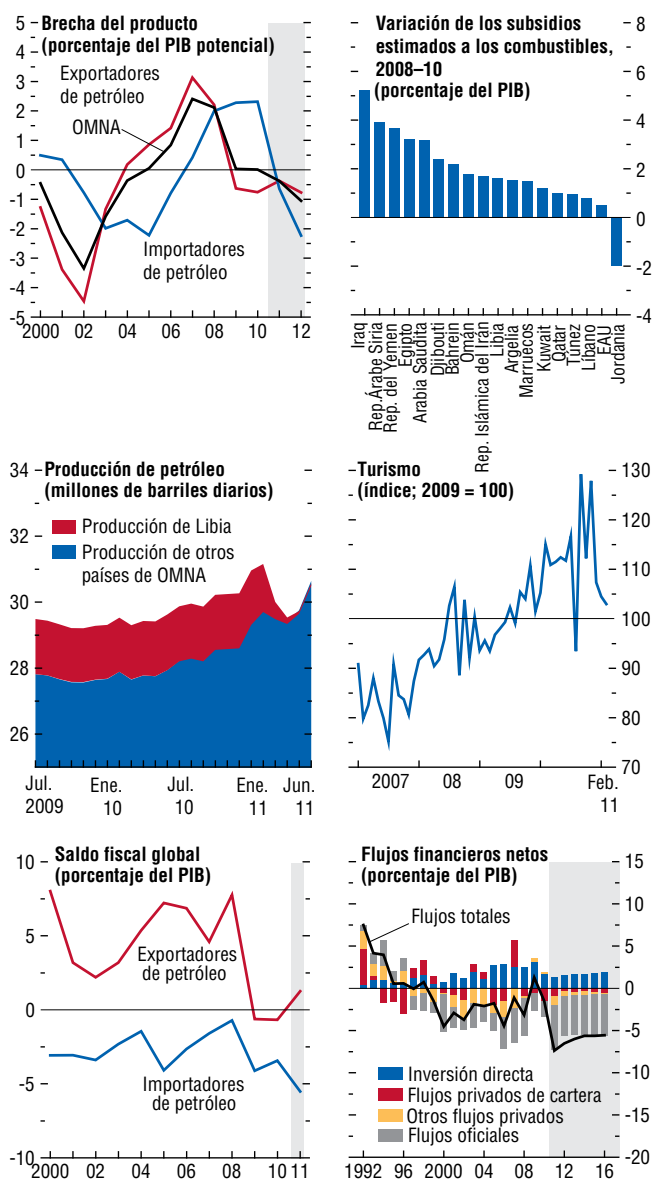 Brecha del producto
(porcentaje del PIB potencial)
5
4
3
2
1
0
-1
-2
-3
-4
-5
Exportadores
de petróleo
OMNA
Importadores
de petróleo
2000 02 04 06 08 10 12
Variación de los subsidios
estimados a los combustibles,
2008–10
(porcentaje del PIB)
8
6
4
2
0
-2
-4
Iraq
Rep. Árabe Siria
Rep. del Yemen
Egipto
Arabia Saudita
Djibouti
Bahrein
Omán
Rep. Islámica del Irán
Libia
Argelia
Marruecos
Kuwait
Qatar
Túnez
Líbano
EAU
Jordania
Producción de petróleo
(millones de barriles diarios)
34
32
30
28
26
Producción de Libia
Producción de otros
países de OMNA
Jul. Ene. Jul. Ene. Jun.
2009 10 10 11 11
Turismo
(índice; 2009 = 100)
130
120
110
100
90
80
70
2007 08 09 Feb.
11
Saldo fiscal global
(porcentaje del PIB)
10
5
0
-5
-10
Exportadores
de petróleo
Importadores
de petróleo
2000 02 04 06 08 10 11
Flujos financieros netos
(porcentaje del PIB)
15
10
5
0
-5
-10
-15
-20
Flujos totales
Inversión directa
Flujos privados de cartera
Otros flujos privados
Flujos oficiales
1992 96 2000 04 08 12 16